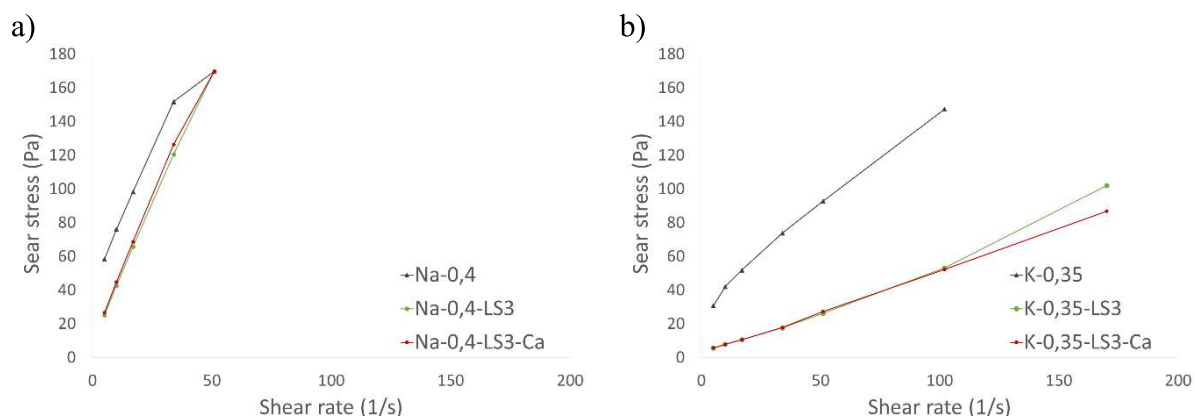 a)
180
160
140
120
100
80
60
40
20
0
Sear stress (Pa)
0 50 100 150 200
Shear rate (1/s)
Na-0,4
Na-0,4-LS3
Na-0,4-LS3-Ca
b)
180
160
140
120
100
80
60
40
20
0
Sear stress (Pa)
0 50 100 150 200
Shear rate (1/s)
K-0,35
K-0,35-LS3
K-0,35-LS3-Ca